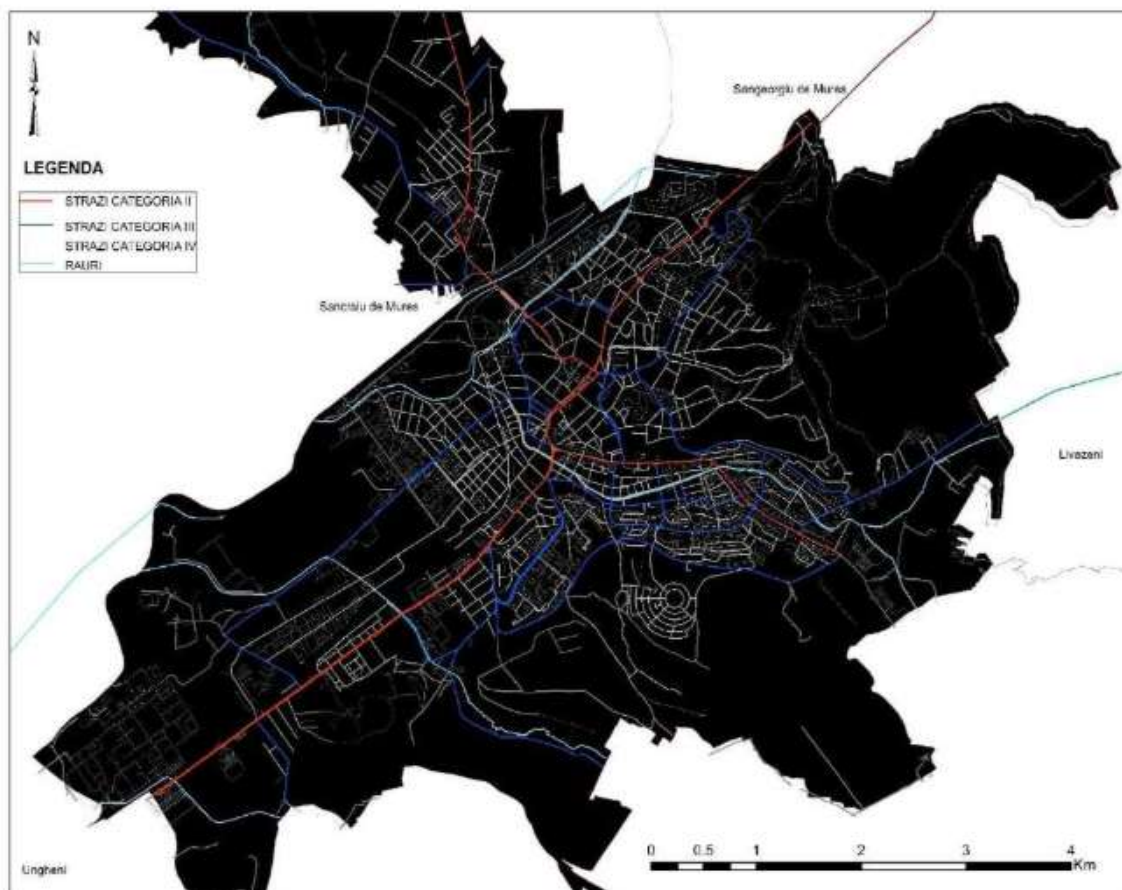 N
LEGENDA
STRAZI CATEGORIA II
STRAZI CATEGORIA III
STRAZI CATEGORIA IV
RAURI
Sangeorgiu de Mures
Sancraiu de Mures
Livezeni
Ungheni
0 0.5 1 2 3 4
Km